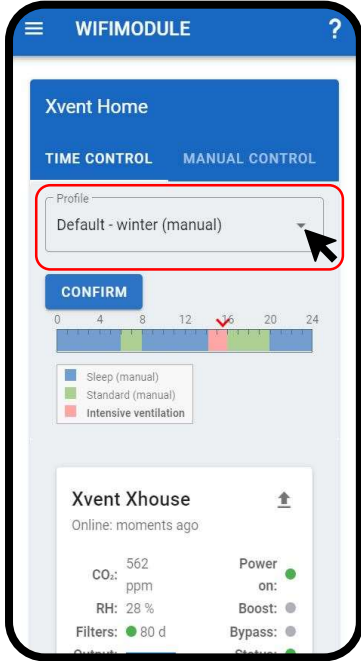 WIFIMODULE ?
Xvent Home
TIME CONTROL MANUAL CONTROL
Profile
Default - winter (manual)
CONFIRM
0 4 8 12 16 20 24
Sleep (manual)
Standard (manual)
Intensive ventilation
Xvent Xhouse
Online: moments ago
CO₂: 562 ppm
Power on:
RH: 28 %
Boost:
Filters: 80 d
Bypass:
Output:
Status: